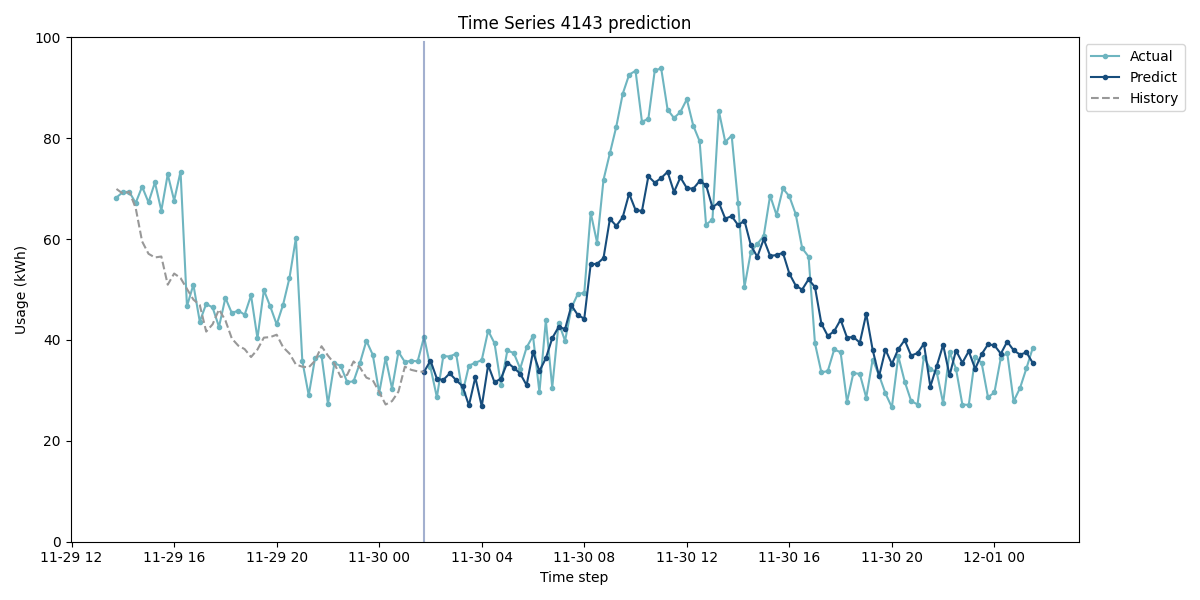 Time Series 4143 prediction
Usage (kWh)
100
80
60
40
20
0
11-29 12
11-29 16
11-29 20
11-30 00
11-30 04
11-30 08
11-30 12
11-30 16
11-30 20
12-01 00
Time step
Actual
Predict
History